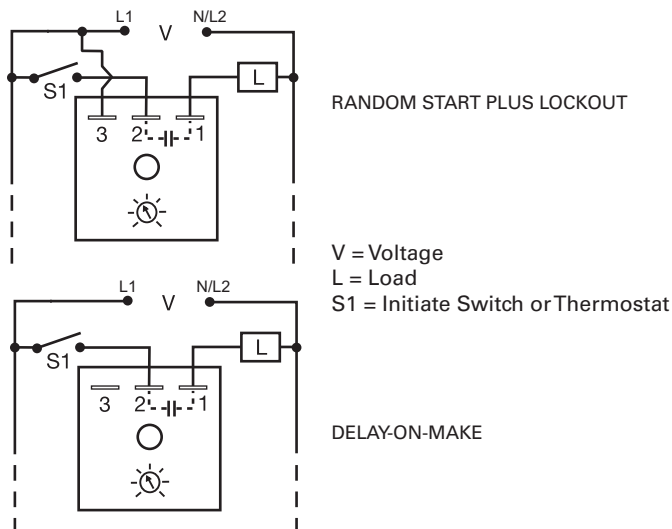 L1 V N/L2
S1 L
3 2 1
RANDOM START PLUS LOCKOUT
V = Voltage
L = Load
S1 = Initiate Switch or Thermostat
L1 V N/L2
S1 L
3 2 1
DELAY-ON-MAKE